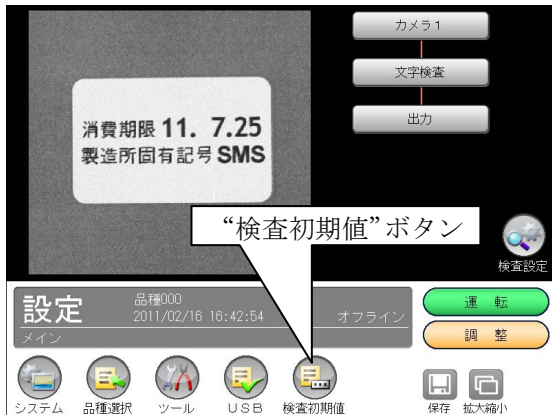 カメラ1
文字検査
出力
消費期限 11. 7.25
製造所固有記号 SMS
“検査初期値”ボタン
検査設定
設定
品種000
2011/02/16 16:42:54
オフライン
メイン
運 転
調 整
システム
品種選択
ツール
USB
検査初期値
保存
拡大縮小